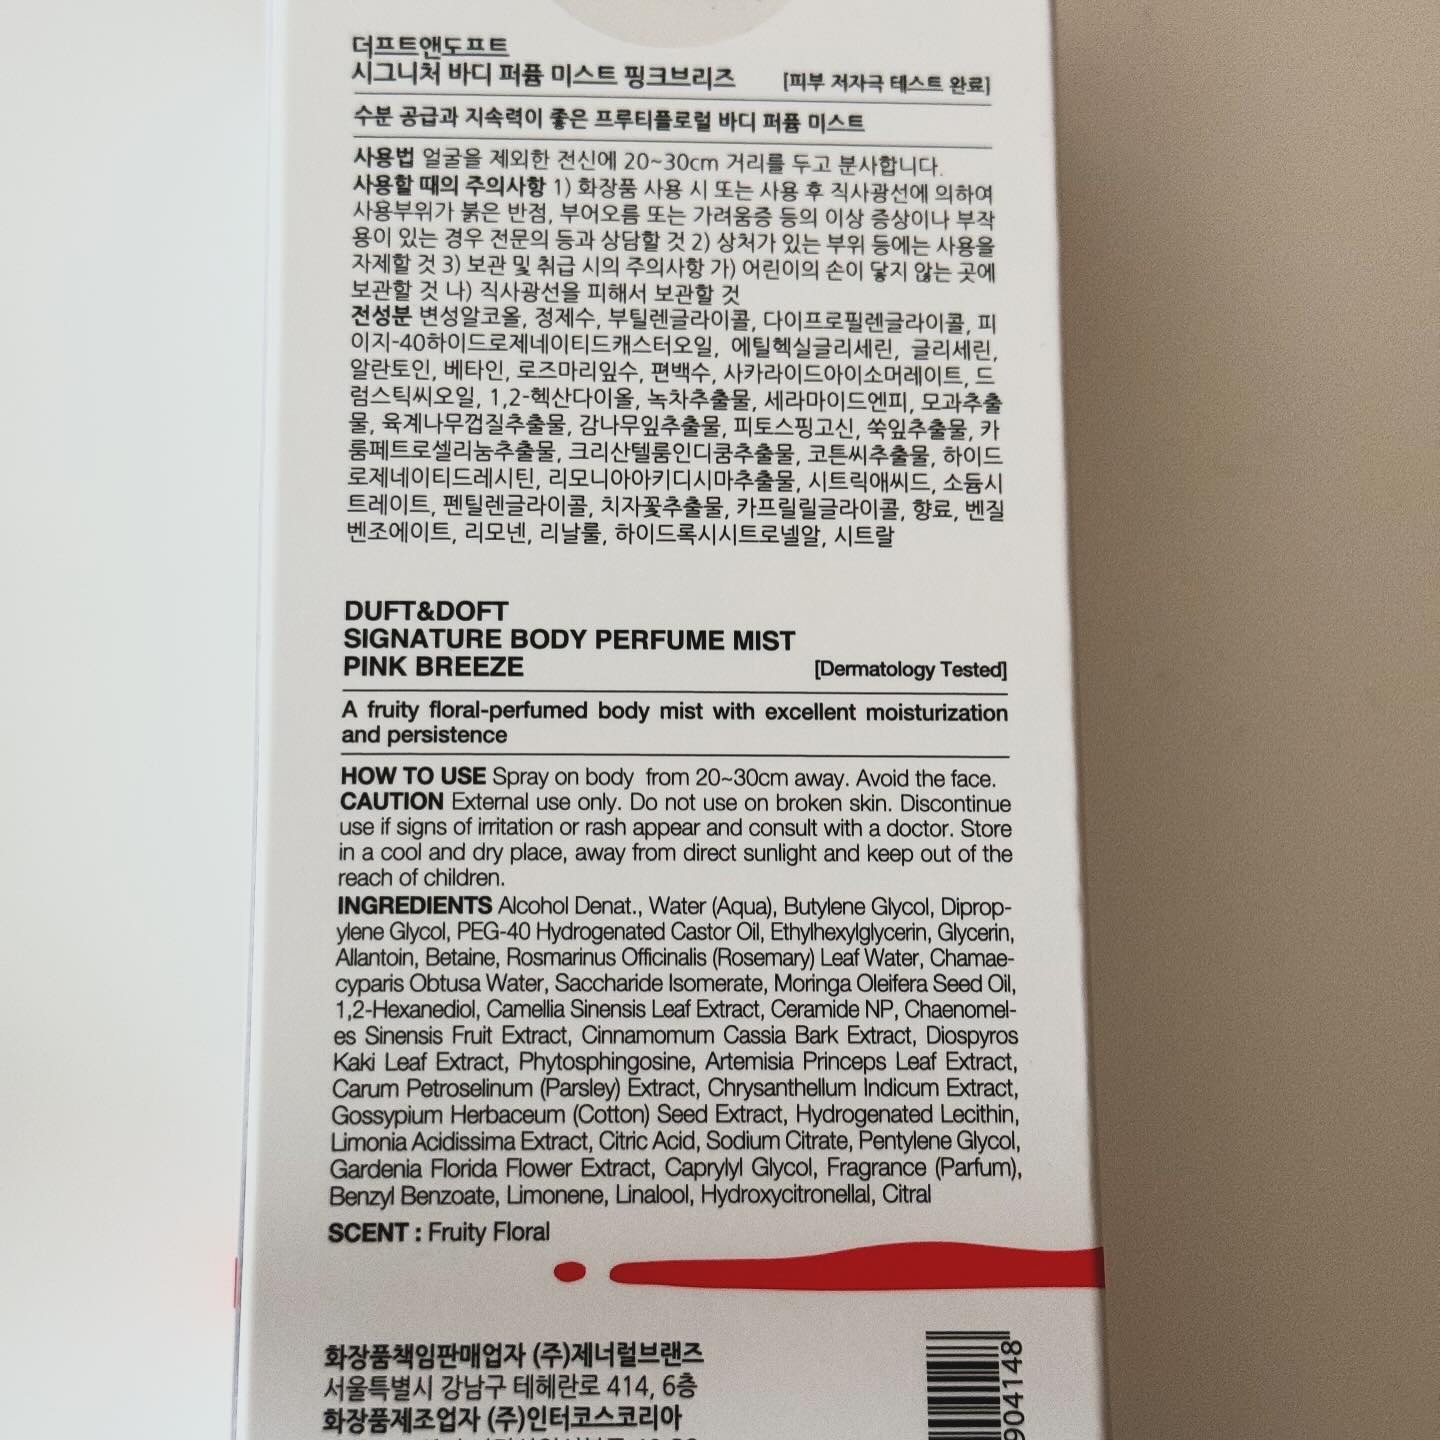 더프트앤도프트
시그니처 바디 퍼퓸 미스트 핑크브리즈 [피부 저자극 테스트 완료]
수분 공급과 지속력이 좋은 프루티플로럴 바디 퍼퓸 미스트
사용법 얼굴을 제외한 전신에 20~30cm 거리를 두고 분사합니다.
사용할 때의 주의사항 1) 화장품 사용 시 또는 사용 후 직사광선에 의하여
사용부위가 붉은 반점, 부어오름 또는 가려움증 등의 이상 증상이나 부작
용이 있는 경우 전문의 등과 상담할 것 2) 상처가 있는 부위 등에는 사용을
자제할 것 3) 보관 및 취급 시의 주의사항 가) 어린이의 손이 닿지 않는 곳에
보관할 것 나) 직사광선을 피해서 보관할 것
전성분 변성알코올, 정제수, 부틸렌글라이콜, 다이프로필렌글라이콜, 피
이지-40하이드로제네이티드캐스터오일, 에틸헥실글리세린, 글리세린,
알란토인, 베타인, 로즈마리잎수, 편백수, 사카라이드아이소머레이트, 드
럼스틱씨오일, 1,2-헥산다이올, 녹차추출물, 세라마이드엔피, 모과추출
물, 육계나무껍질추출물, 감나무잎추출물, 피토스핑고신, 쑥잎추출물, 카
룸페트로셀리눔추출물, 크리산텔룸인디쿰추출물, 코튼씨추출물, 하이드
로제네이티드레시틴, 리모니아아키디시마추출물, 시트릭애씨드, 소듐시
트레이트, 펜틸렌글라이콜, 치자꽃추출물, 카프릴릴글라이콜, 향료, 벤질
벤조에이트, 리모넨, 리날룰, 하이드록시시트로넬알, 시트랄
DUFT&DOFT
SIGNATURE BODY PERFUME MIST
PINK BREEZE [Dermatology Tested]
A fruity floral-perfumed body mist with excellent moisturization
and persistence
HOW TO USE Spray on body from 20~30cm away. Avoid the face.
CAUTION External use only. Do not use on broken skin. Discontinue
use if signs of irritation or rash appear and consult with a doctor. Store
in a cool and dry place, away from direct sunlight and keep out of the
reach of children.
INGREDIENTS Alcohol Denat., Water (Aqua), Butylene Glycol, Diprop-
ylene Glycol, PEG-40 Hydrogenated Castor Oil, Ethylhexylglycerin, Glycerin,
Allantoin, Betaine, Rosmarinus Officinalis (Rosemary) Leaf Water, Chamae-
cyparis Obtusa Water, Saccharide Isomerate, Moringa Oleifera Seed Oil,
1,2-Hexanediol, Camellia Sinensis Leaf Extract, Ceramide NP, Chaenomel-
es Sinensis Fruit Extract, Cinnamomum Cassia Bark Extract, Diospyros
Kaki Leaf Extract, Phytosphingosine, Artemisia Princeps Leaf Extract,
Carum Petroselinum (Parsley) Extract, Chrysanthellum Indicum Extract,
Gossypium Herbaceum (Cotton) Seed Extract, Hydrogenated Lecithin,
Limonia Acidissima Extract, Citric Acid, Sodium Citrate, Pentylene Glycol,
Gardenia Florida Flower Extract, Caprylyl Glycol, Fragrance (Parfum),
Benzyl Benzoate, Limonene, Linalool, Hydroxycitronellal, Citral
SCENT : Fruity Floral
화장품책임판매업자 (주)제너럴브랜즈
서울특별시 강남구 테헤란로 414, 6층
화장품제조업자 (주)인터코스코리아
904148